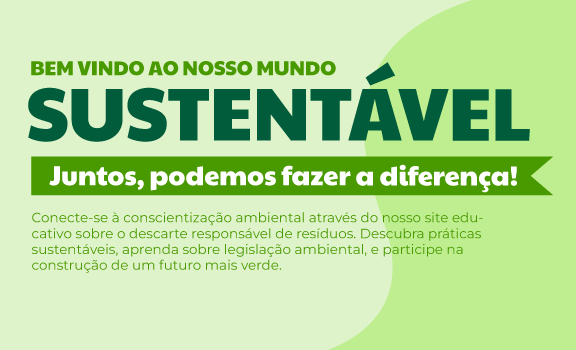 BEM VINDO AO NOSSO MUNDO
SUSTENTÁVEL
Juntos, podemos fazer a diferença!
Conecte-se à conscientização ambiental através do nosso site edu-
cativo sobre o descarte responsável de resíduos. Descubra práticas
sustentáveis, aprenda sobre legislação ambiental, e participe na
construção de um futuro mais verde.